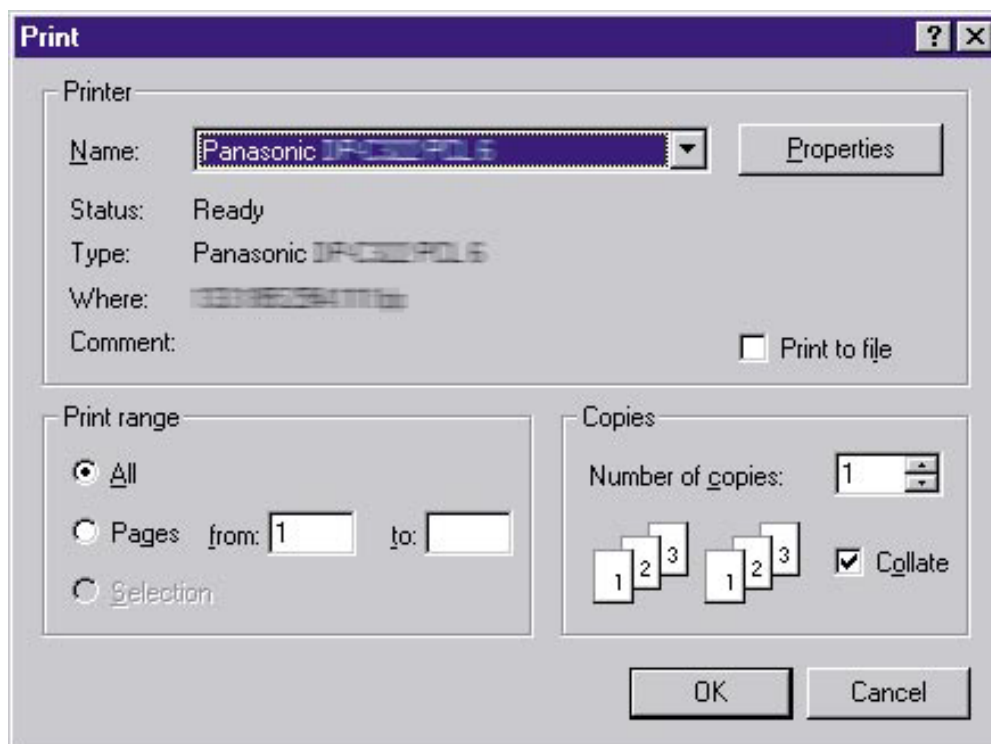 Print
Printer
Name: Panasonic
Properties
Status: Ready
Type: Panasonic
Where:
Comment:
Print to file
Print range
All
Pages from: 1 to:
Selection
Copies
Number of copies: 1
1 2 3 1 2 3
Collate
OK Cancel